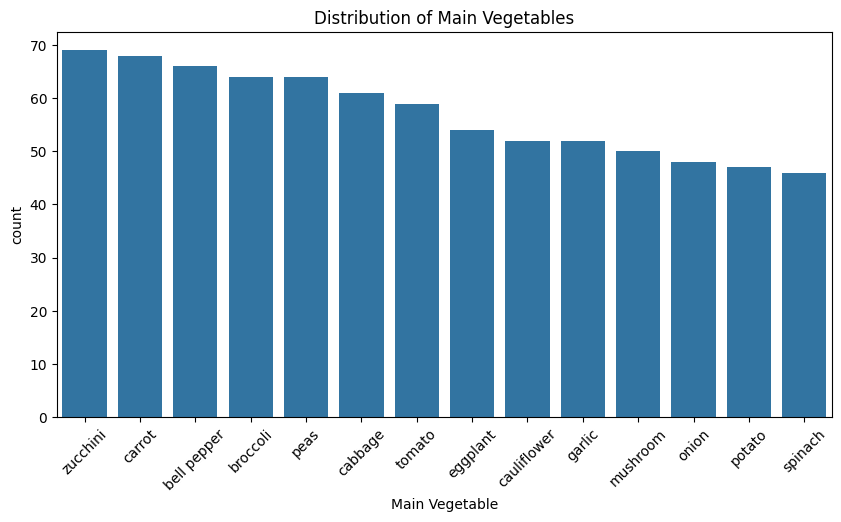 Distribution of Main Vegetables
70
60
50
40
30
20
10
0
count
zucchini
carrot
bell pepper
broccoli
peas
cabbage
tomato
eggplant
cauliflower
garlic
mushroom
onion
potato
spinach
Main Vegetable